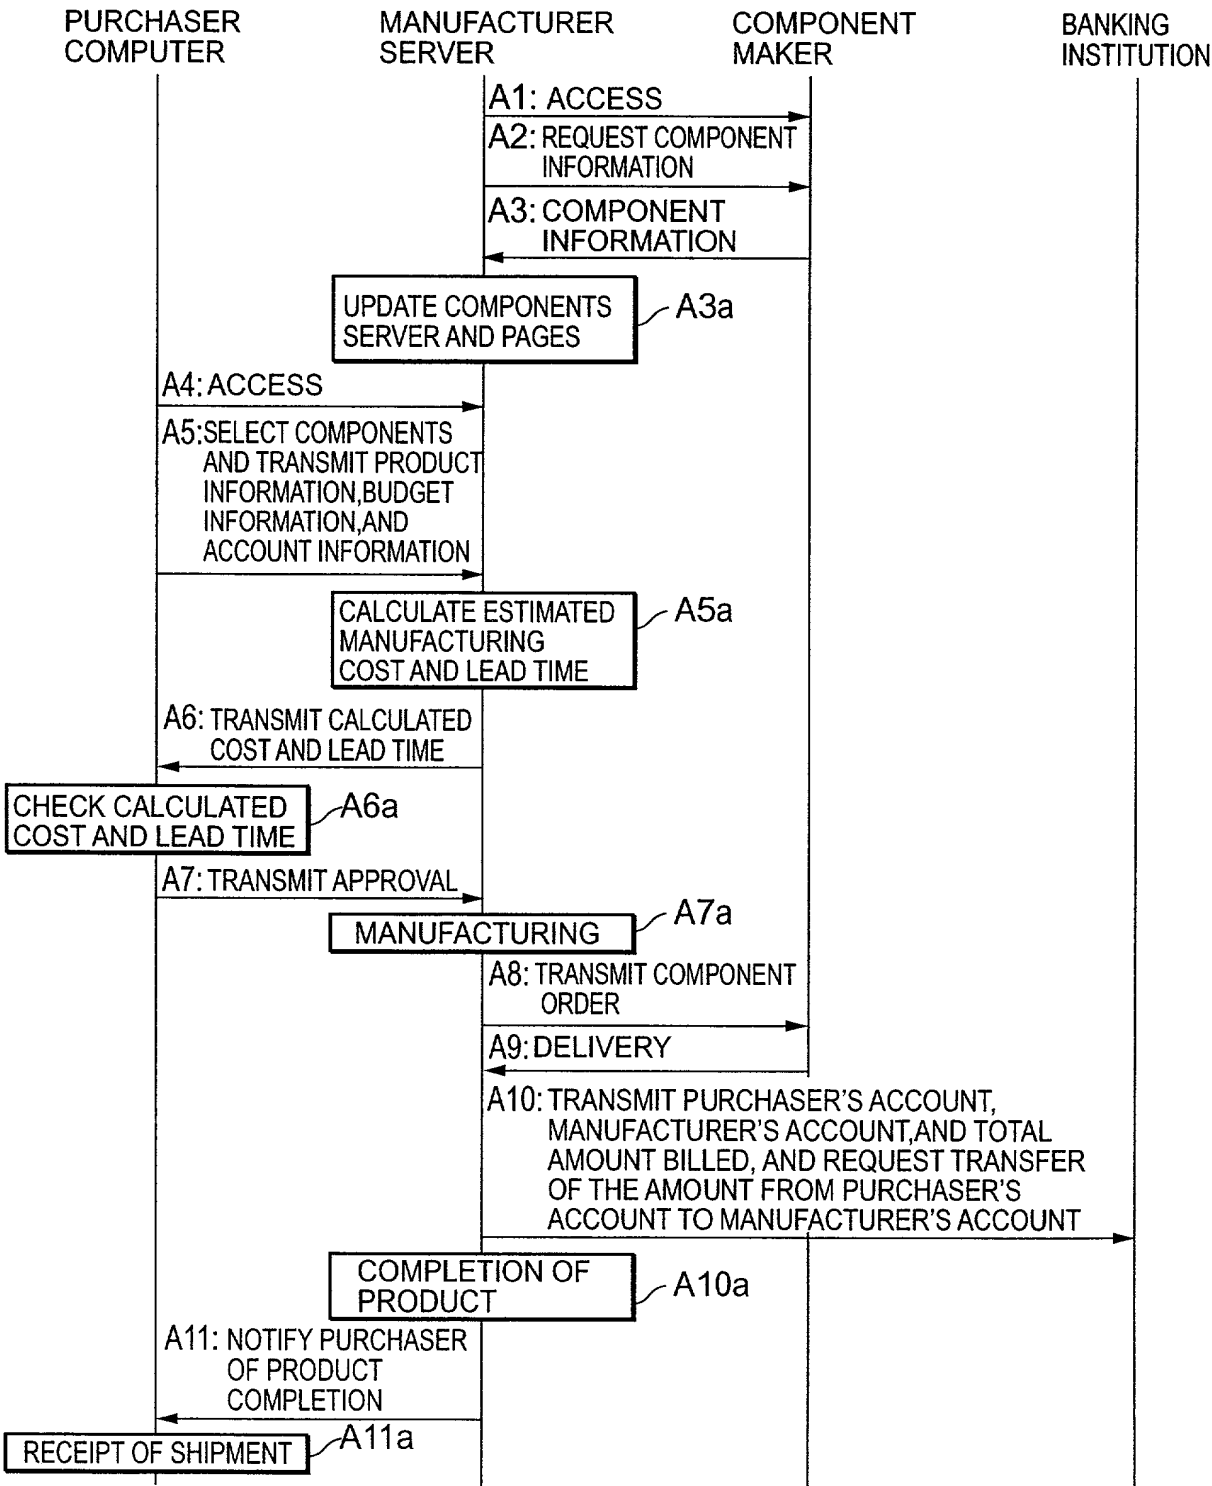 PURCHASER
COMPUTER
MANUFACTURER
SERVER
COMPONENT
MAKER
BANKING
INSTITUTION
A1: ACCESS
A2: REQUEST COMPONENT
INFORMATION
A3: COMPONENT
INFORMATION
UPDATE COMPONENTS
SERVER AND PAGES
A3a
A4: ACCESS
A5: SELECT COMPONENTS
AND TRANSMIT PRODUCT
INFORMATION, BUDGET
INFORMATION, AND
ACCOUNT INFORMATION
CALCULATE ESTIMATED
MANUFACTURING
COST AND LEAD TIME
A5a
A6: TRANSMIT CALCULATED
COST AND LEAD TIME
CHECK CALCULATED
COST AND LEAD TIME
A6a
A7: TRANSMIT APPROVAL
MANUFACTURING
A7a
A8: TRANSMIT COMPONENT
ORDER
A9: DELIVERY
A10: TRANSMIT PURCHASER'S ACCOUNT,
MANUFACTURER'S ACCOUNT, AND TOTAL
AMOUNT BILLED, AND REQUEST TRANSFER
OF THE AMOUNT FROM PURCHASER'S
ACCOUNT TO MANUFACTURER'S ACCOUNT
COMPLETION OF
PRODUCT
A10a
A11: NOTIFY PURCHASER
OF PRODUCT
COMPLETION
RECEIPT OF SHIPMENT
A11a